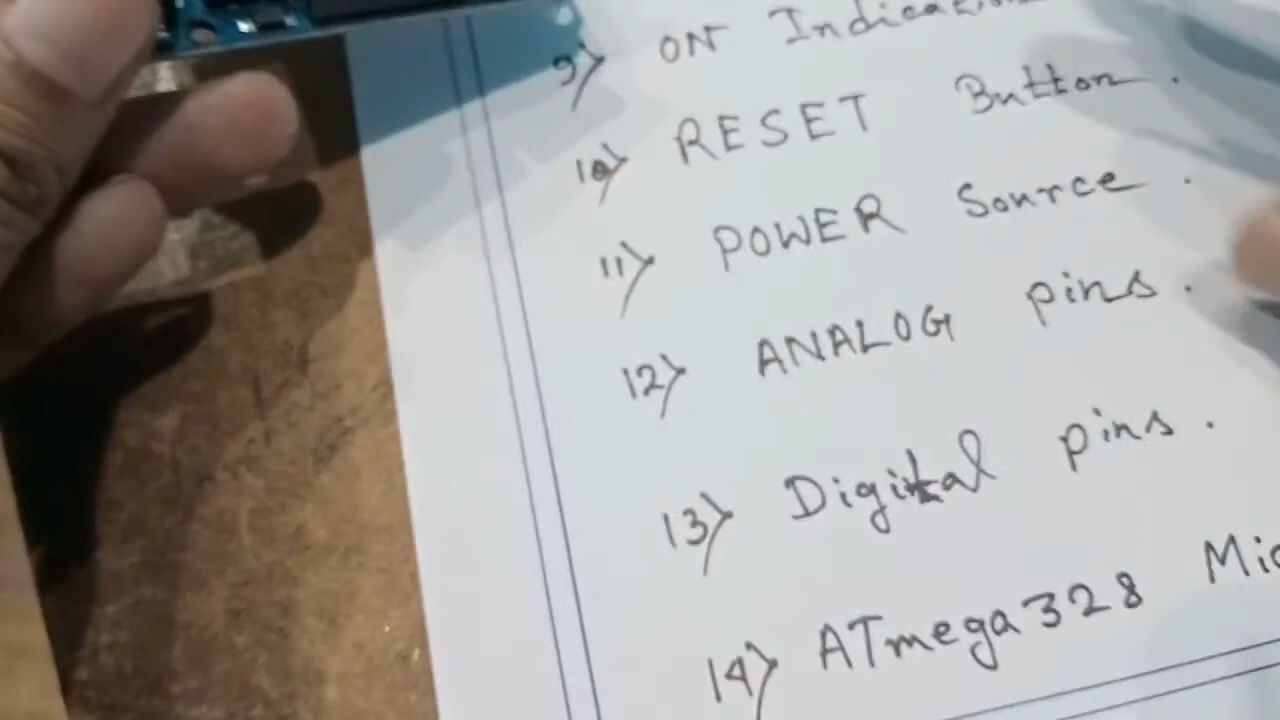 9) ON
10) RESET Button.
11) POWER Source.
12) ANALOG pins.
13) Digital pins.
14) ATmega328